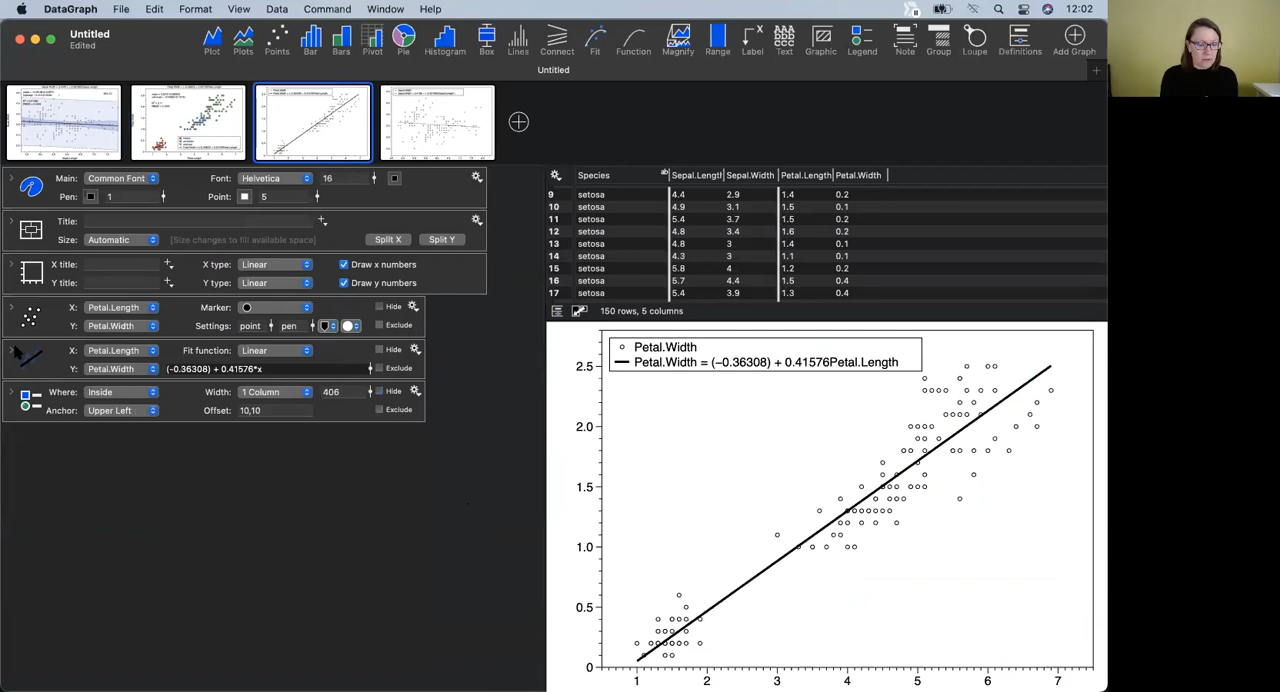 DataGraph File Edit Format View Data Command Window Help 12:02
Untitled
Edited
Plot Plots Points Bar Bars Pivot Pie Histogram Box Lines Connect Fit Function Magnify Range Label Text Graphic Legend Note Group Loupe Definitions Add Graph
Untitled
Main: Common Font Font: Helvetica 16
Pen: 1 Point: 5
Title:
Size: Automatic [Size changes to fill available space] Split X Split Y
X title: X type: Linear Draw x numbers
Y title: Y type: Linear Draw y numbers
X: Petal.Length Marker: Hide
Y: Petal.Width Settings: point pen Exclude
X: Petal.Length Fit function: Linear Hide
Y: Petal.Width (-0.36308) + 0.41576*x Exclude
Where: Inside Width: 1 Column 406 Hide
Anchor: Upper Left Offset: 10,10 Exclude
Species ab Sepal.Lengtl Sepal.Width Petal.Lengtl Petal.Width
9 setosa 4.4 2.9 1.4 0.2
10 setosa 4.9 3.1 1.5 0.1
11 setosa 5.4 3.7 1.5 0.2
12 setosa 4.8 3.4 1.6 0.2
13 setosa 4.8 3 1.4 0.1
14 setosa 4.3 3 1.1 0.1
15 setosa 5.8 4 1.2 0.2
16 setosa 5.7 4.4 1.5 0.4
17 setosa 5.4 3.9 1.3 0.4
150 rows, 5 columns
Petal.Width
Petal.Width = (−0.36308) + 0.41576Petal.Length
2.5
2.0
1.5
1.0
0.5
0
1 2 3 4 5 6 7